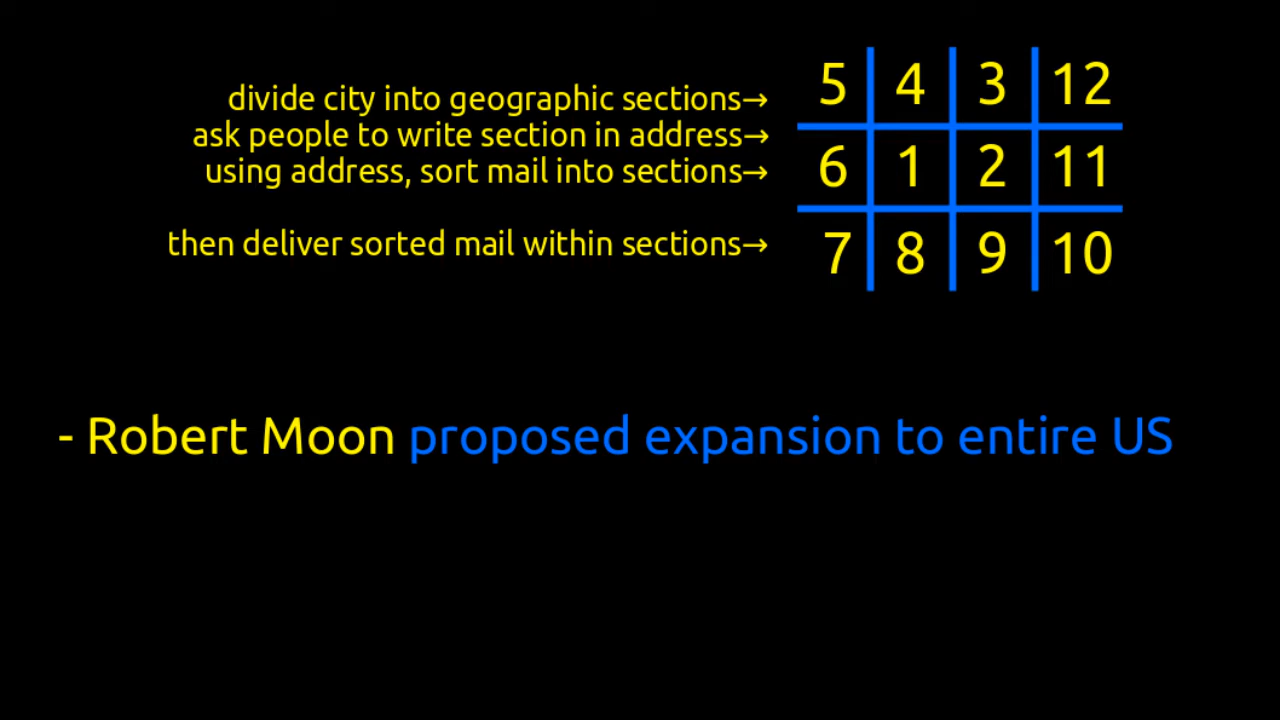 divide city into geographic sections→
ask people to write section in address→
using address, sort mail into sections→
then deliver sorted mail within sections→
5 4 3 12
6 1 2 11
7 8 9 10
- Robert Moon proposed expansion to entire US